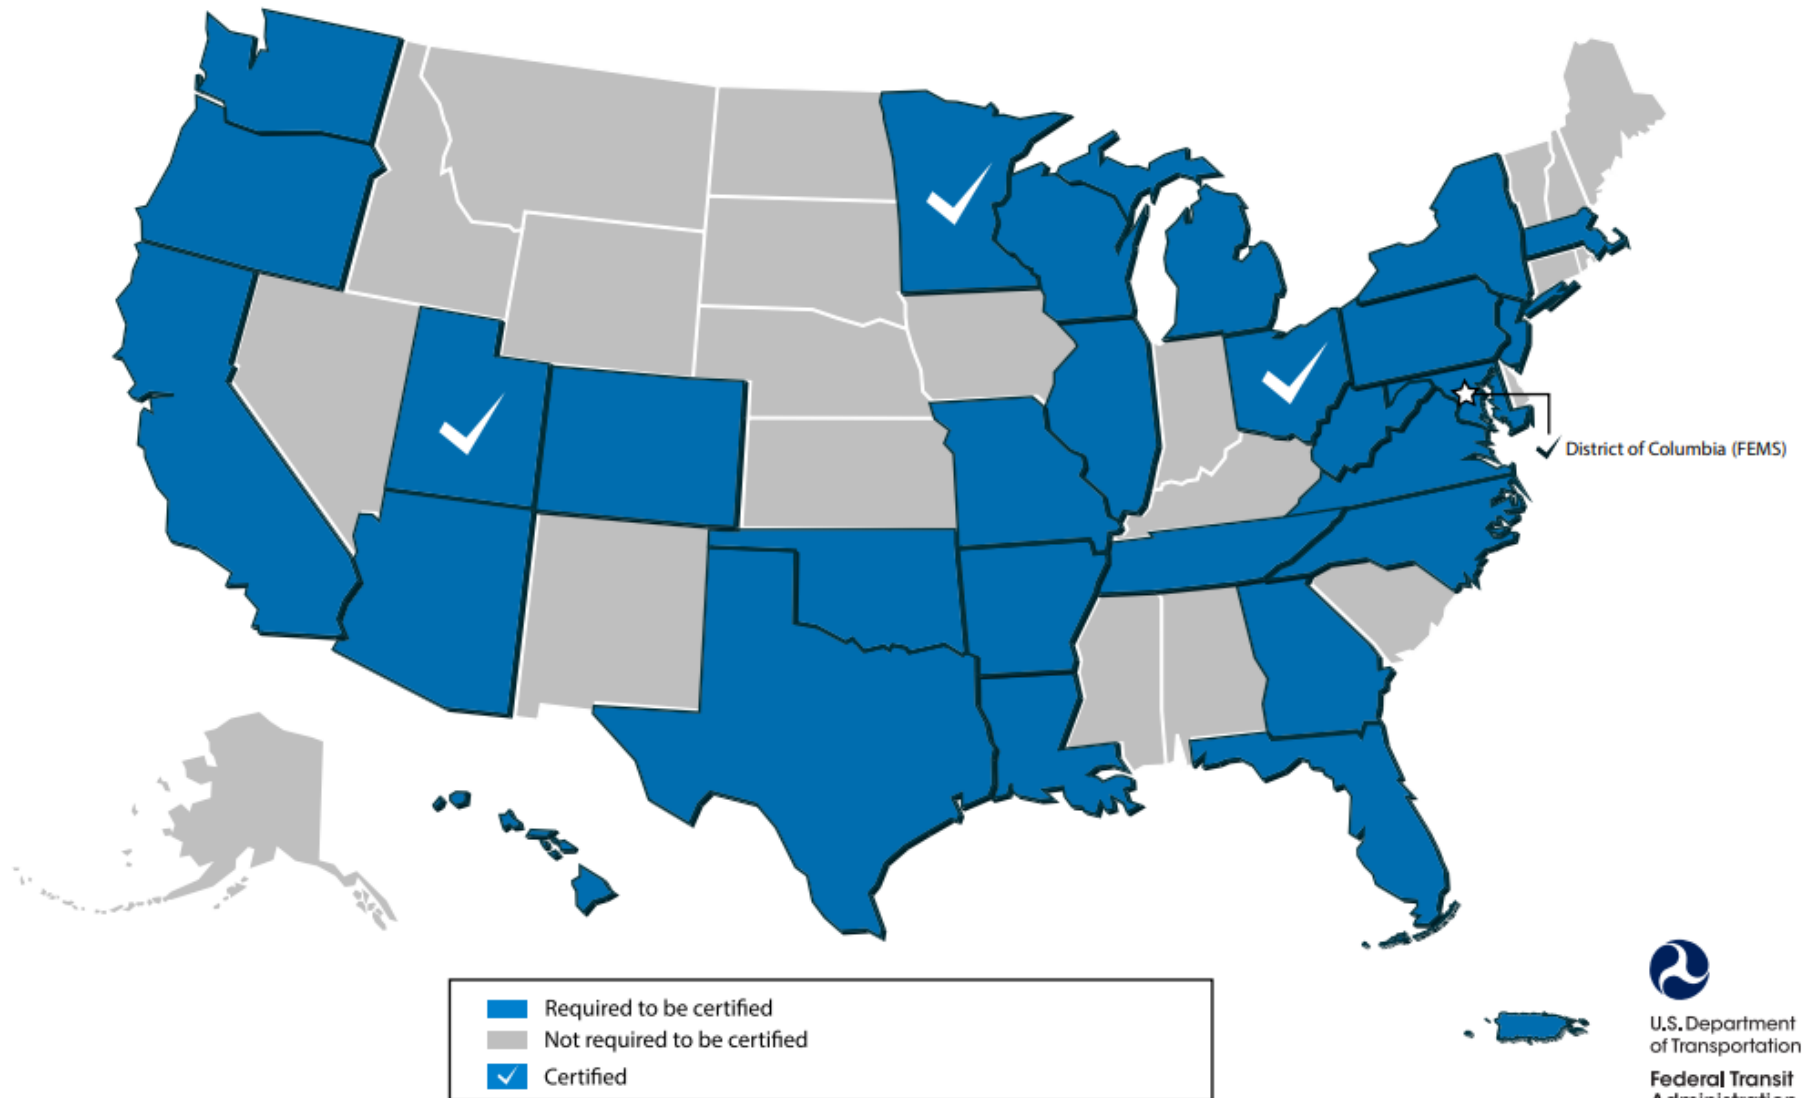 District of Columbia (FEMS)
Required to be certified
Not required to be certified
Certified
U.S. Department
of Transportation
Federal Transit
Administration